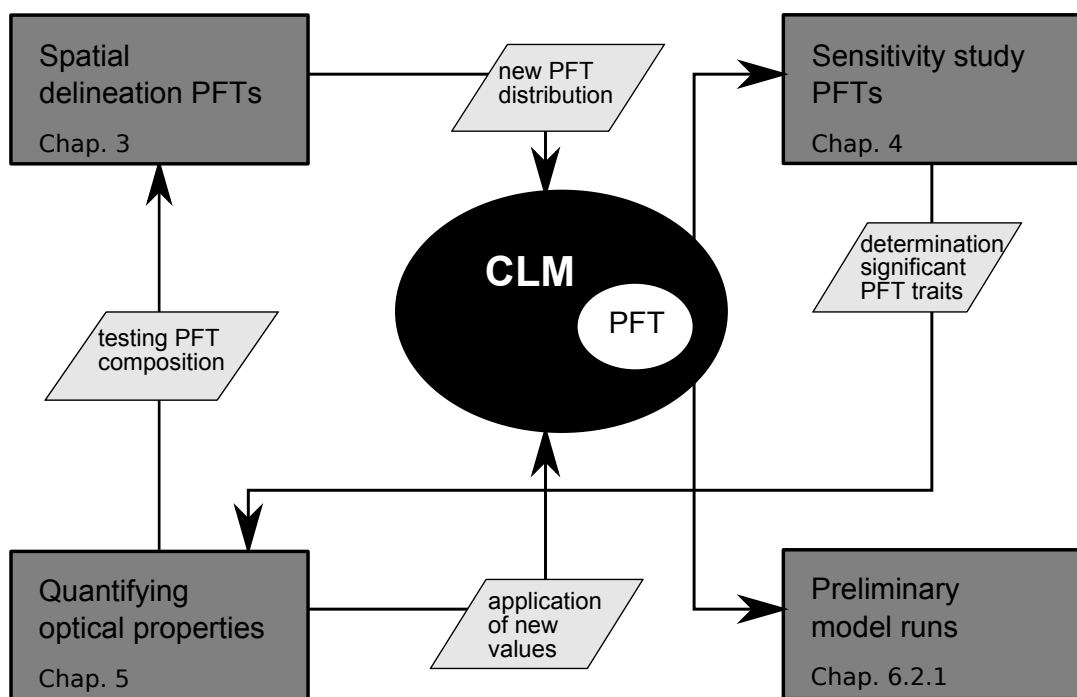 Spatial
delineation PFTs
Chap. 3
new PFT
distribution
Sensitivity study
PFTs
Chap. 4
CLM
PFT
determination
significant
PFT traits
testing PFT
composition
Quantifying
optical properties
Chap. 5
application
of new
values
Preliminary
model runs
Chap. 6.2.1